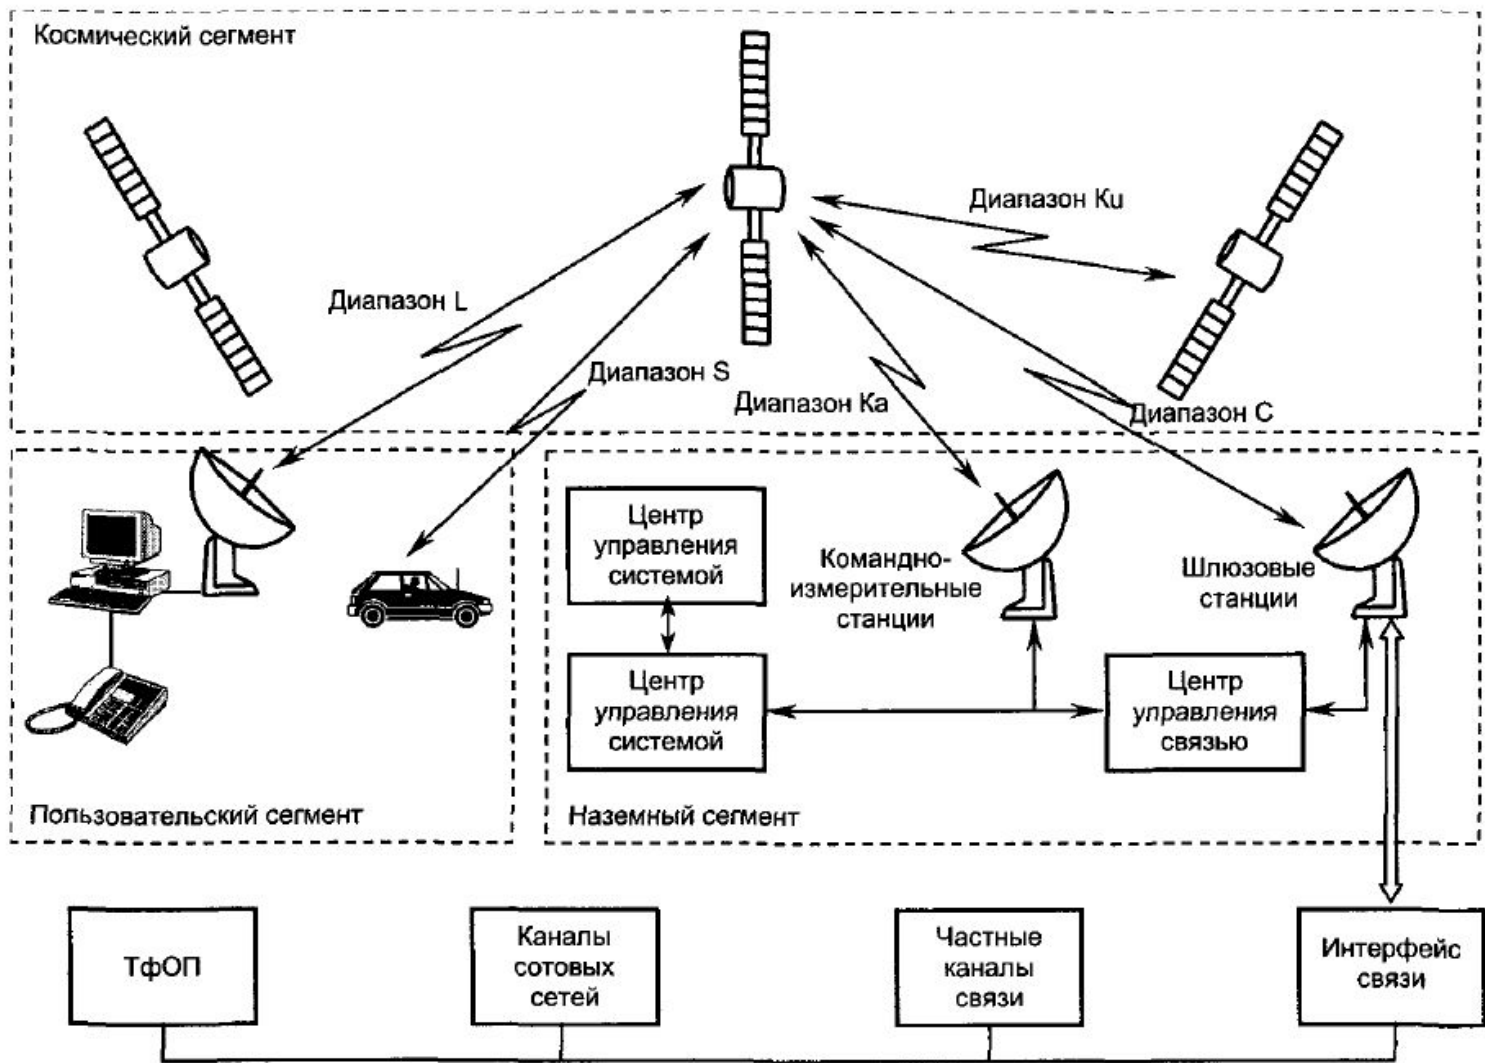 Космический сегмент
Диапазон Ku
Диапазон L
Диапазон S
Диапазон Ka
Диапазон C
Центр
управления
системой
Командно-
измерительные
станции
Шлюзовые
станции
Центр
управления
системой
Центр
управления
связью
Пользовательский сегмент
Наземный сегмент
ТфОП
Каналы
сотовых
сетей
Частные
каналы
связи
Интерфейс
связи